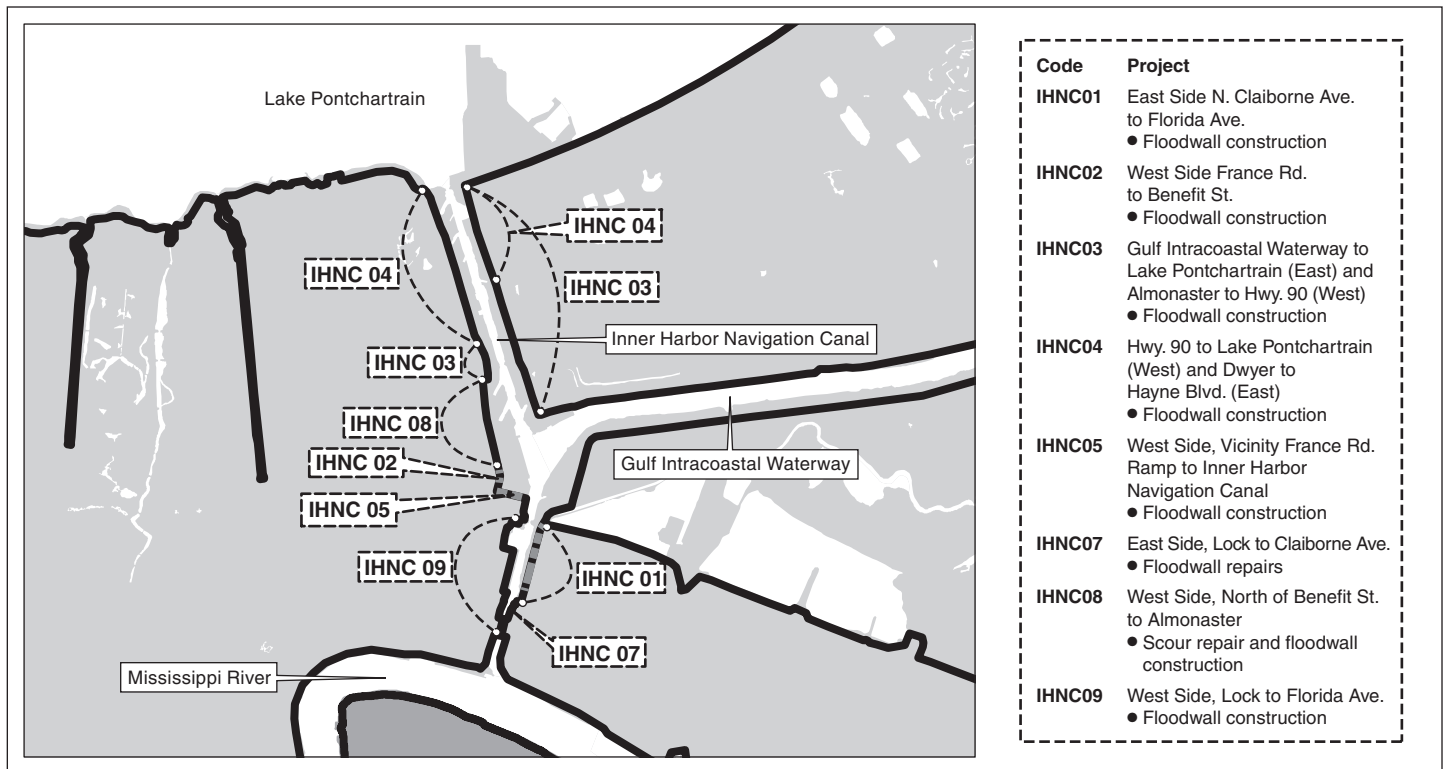 Lake Pontchartrain
IHNC 04
IHNC 04
IHNC 03
Inner Harbor Navigation Canal
IHNC 03
IHNC 08
IHNC 02
Gulf Intracoastal Waterway
IHNC 05
IHNC 09
IHNC 01
IHNC 07
Mississippi River
Code Project
IHNC01 East Side N. Claiborne Ave.
to Florida Ave.
● Floodwall construction
IHNC02 West Side France Rd.
to Benefit St.
● Floodwall construction
IHNC03 Gulf Intracoastal Waterway to
Lake Pontchartrain (East) and
Almonaster to Hwy. 90 (West)
● Floodwall construction
IHNC04 Hwy. 90 to Lake Pontchartrain
(West) and Dwyer to
Hayne Blvd. (East)
● Floodwall construction
IHNC05 West Side, Vicinity France Rd.
Ramp to Inner Harbor
Navigation Canal
● Floodwall construction
IHNC07 East Side, Lock to Claiborne Ave.
● Floodwall repairs
IHNC08 West Side, North of Benefit St.
to Almonaster
● Scour repair and floodwall
construction
IHNC09 West Side, Lock to Florida Ave.
● Floodwall construction